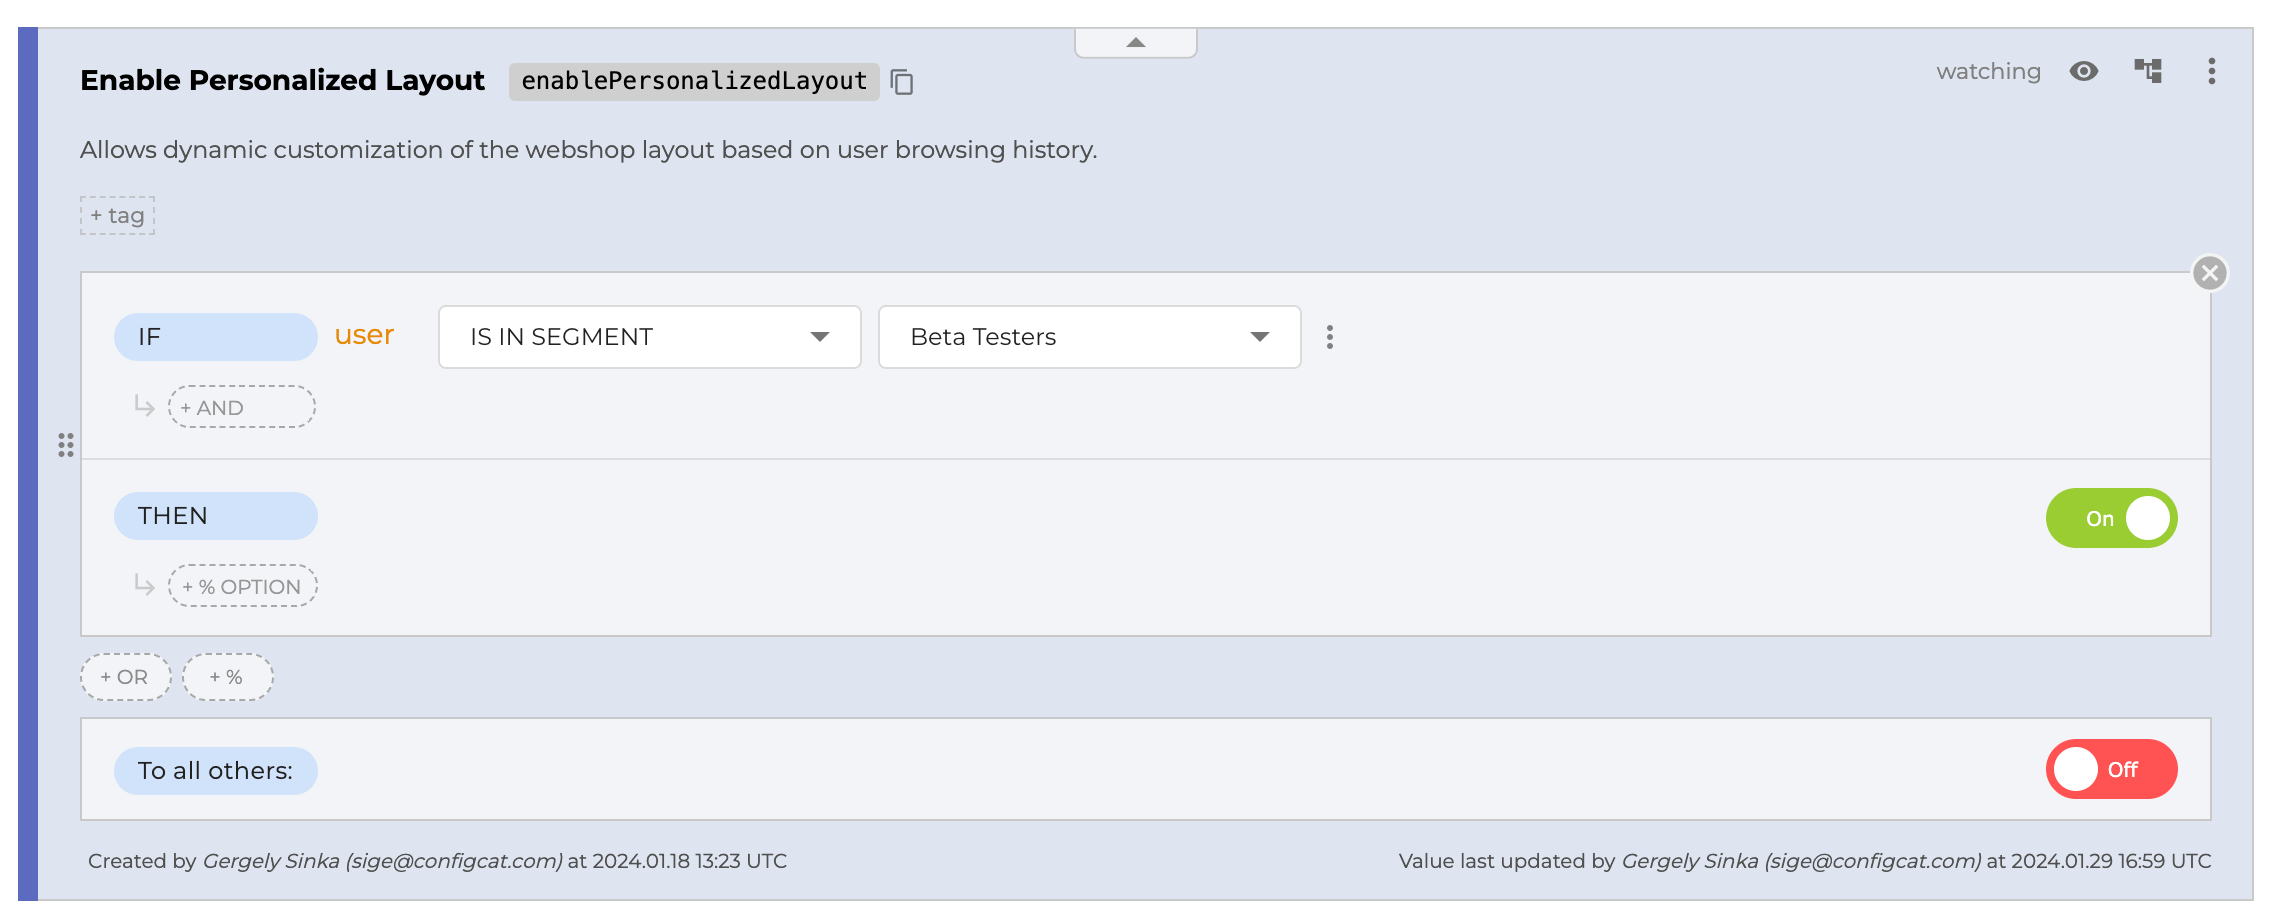 Enable Personalized Layout enablePersonalizedLayout watching
Allows dynamic customization of the webshop layout based on user browsing history.
+ tag
IF user IS IN SEGMENT Beta Testers
+ AND
THEN On
+ % OPTION
+ OR + %
To all others: Off
Created by Gergely Sinka (sige@configcat.com) at 2024.01.18 13:23 UTC Value last updated by Gergely Sinka (sige@configcat.com) at 2024.01.29 16:59 UTC